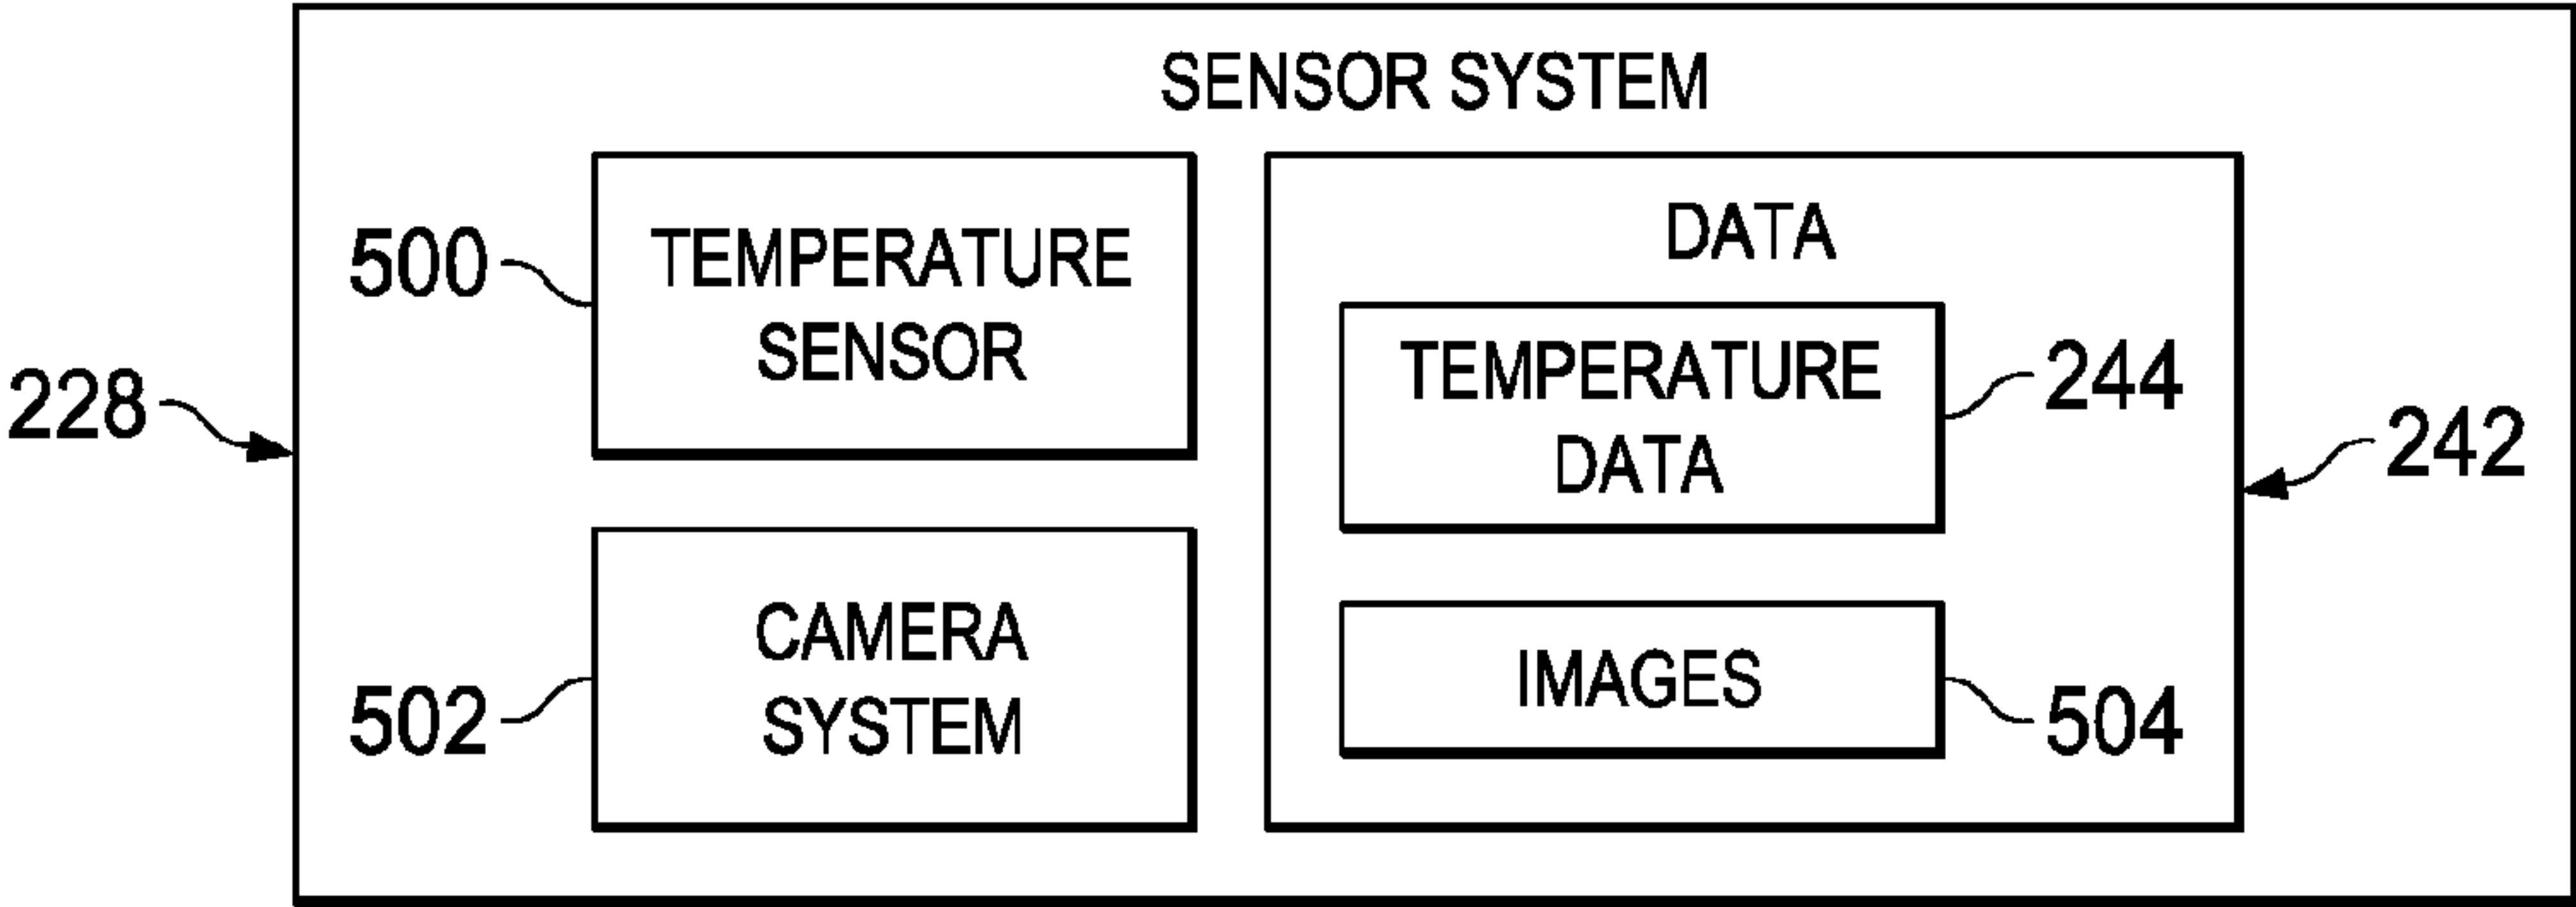 SENSOR SYSTEM
500
TEMPERATURE
SENSOR
228
502
CAMERA
SYSTEM
DATA
TEMPERATURE
DATA
244
242
IMAGES
504